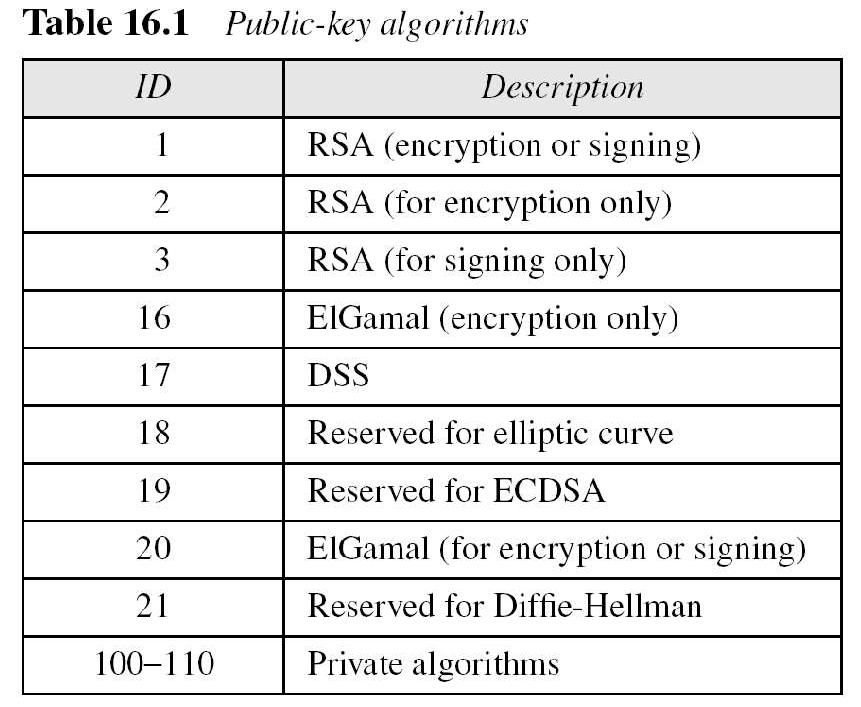 Table 16.1 Public-key algorithms
ID Description
1 RSA (encryption or signing)
2 RSA (for encryption only)
3 RSA (for signing only)
16 ElGamal (encryption only)
17 DSS
18 Reserved for elliptic curve
19 Reserved for ECDSA
20 ElGamal (for encryption or signing)
21 Reserved for Diffie-Hellman
100–110 Private algorithms